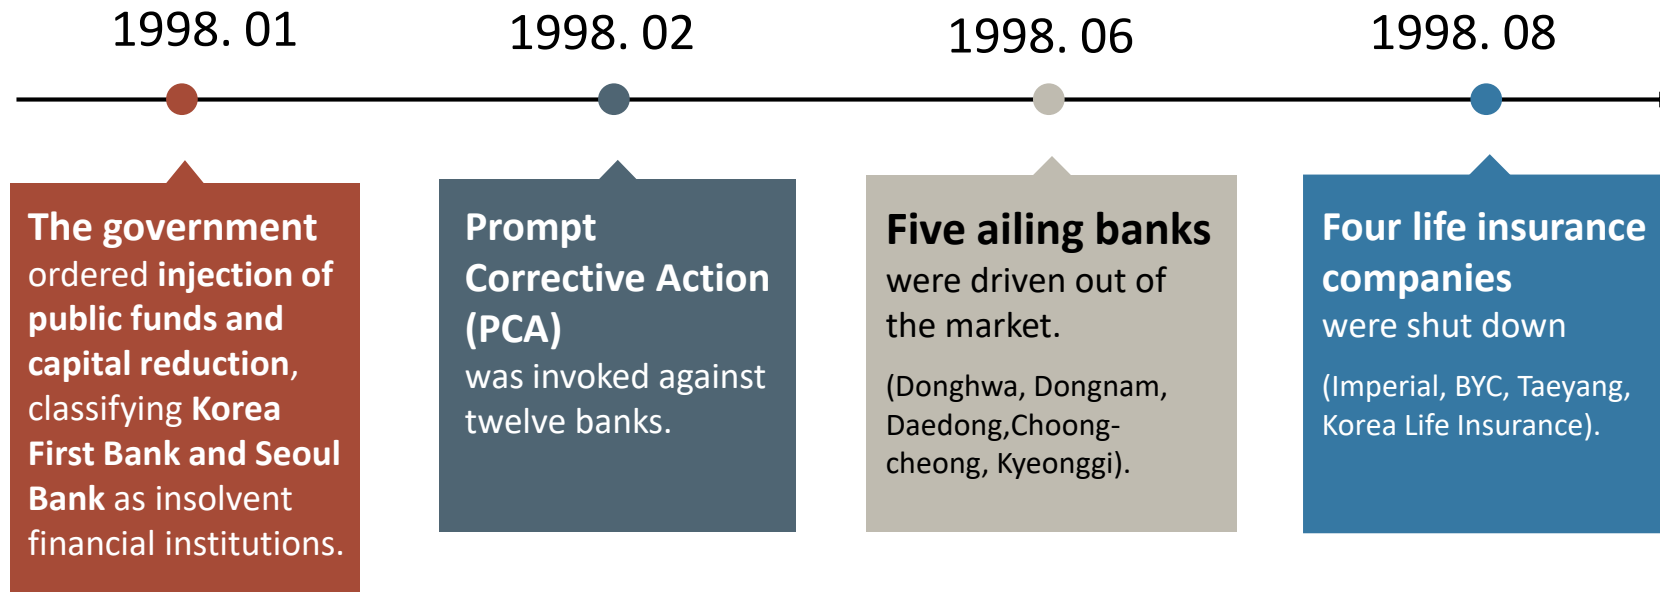 1998. 01
1998. 02
1998. 06
1998. 08
The government
ordered injection of
public funds and
capital reduction,
classifying Korea
First Bank and Seoul
Bank as insolvent
financial institutions.
Prompt
Corrective Action
(PCA)
was invoked against
twelve banks.
Five ailing banks
were driven out of
the market.
(Donghwa, Dongnam,
Daedong,Choong-
cheong, Kyeonggi).
Four life insurance
companies
were shut down
(Imperial, BYC, Taeyang,
Korea Life Insurance).